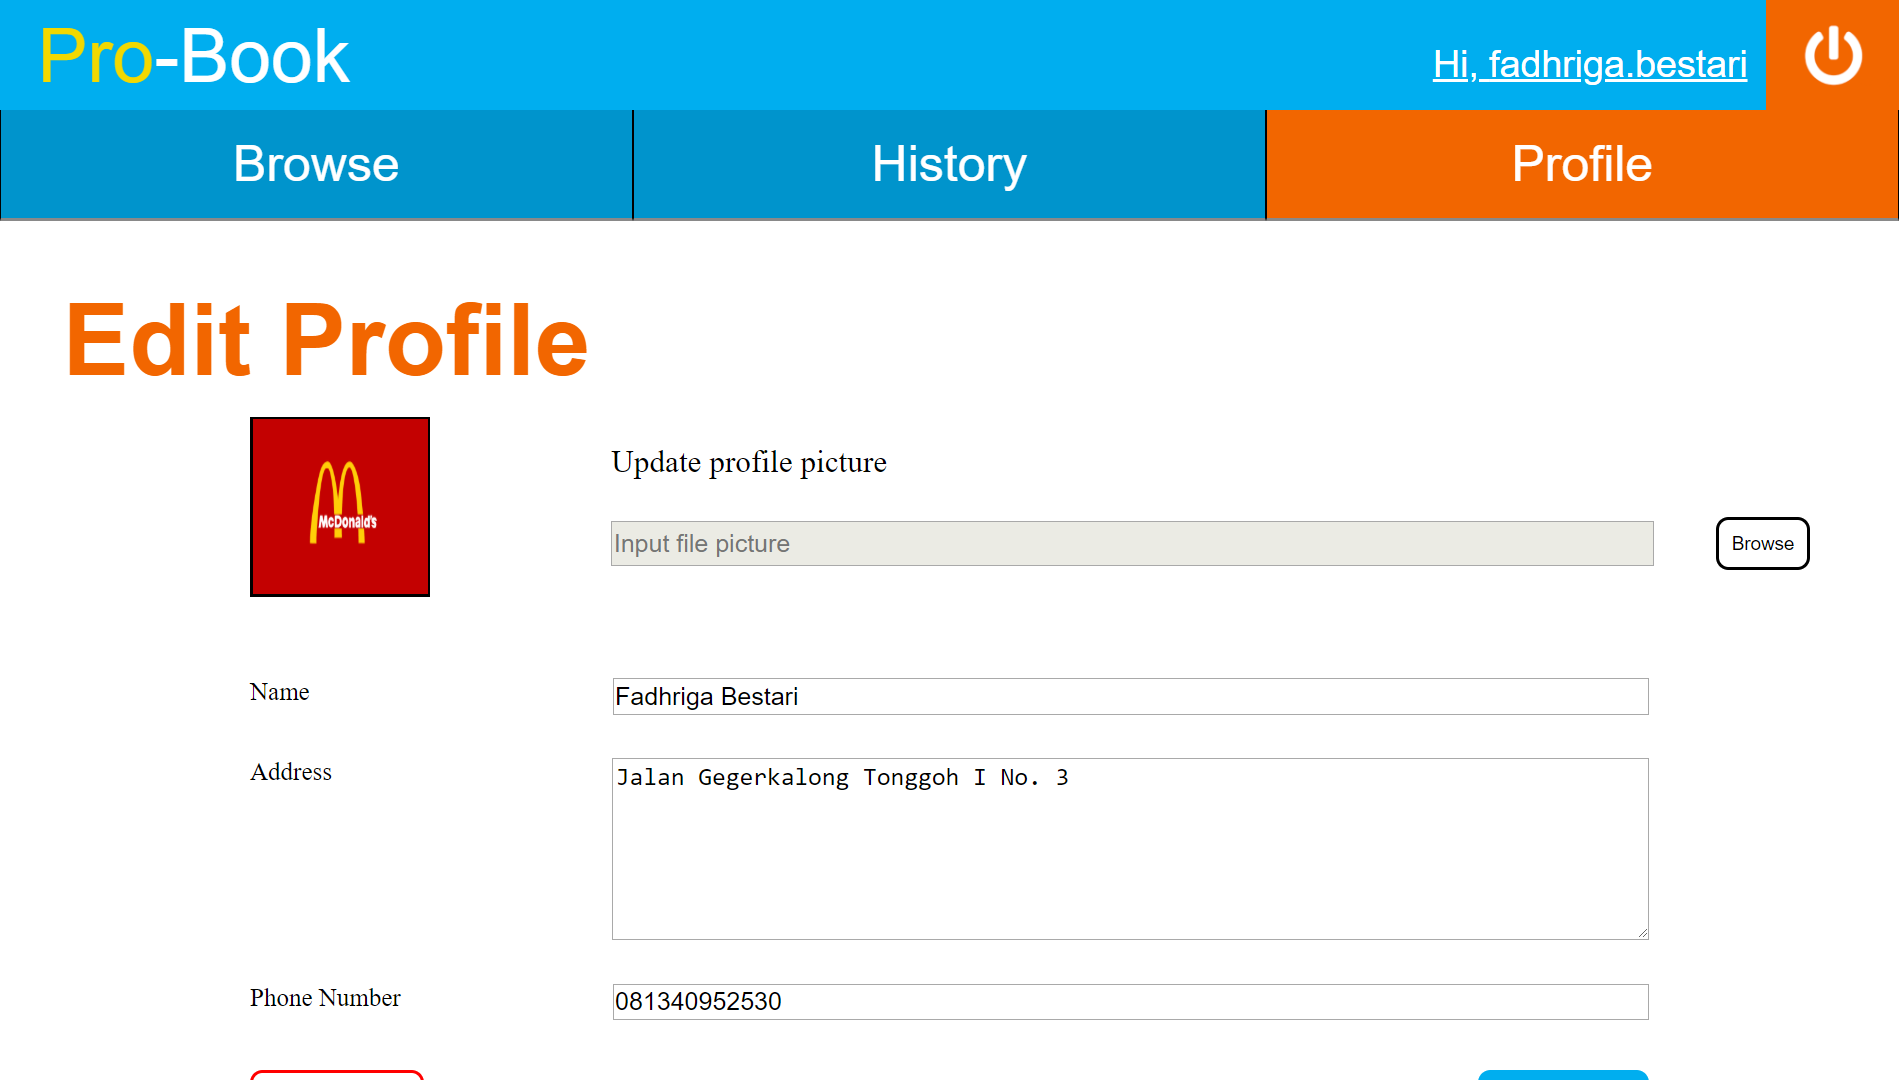 Pro-Book
Hi, fadhriga.bestari
Browse
History
Profile
Edit Profile
McDonald's
Update profile picture
Input file picture
Browse
Name
Fadhriga Bestari
Address
Jalan Gegerkalong Tonggoh I No. 3
Phone Number
081340952530